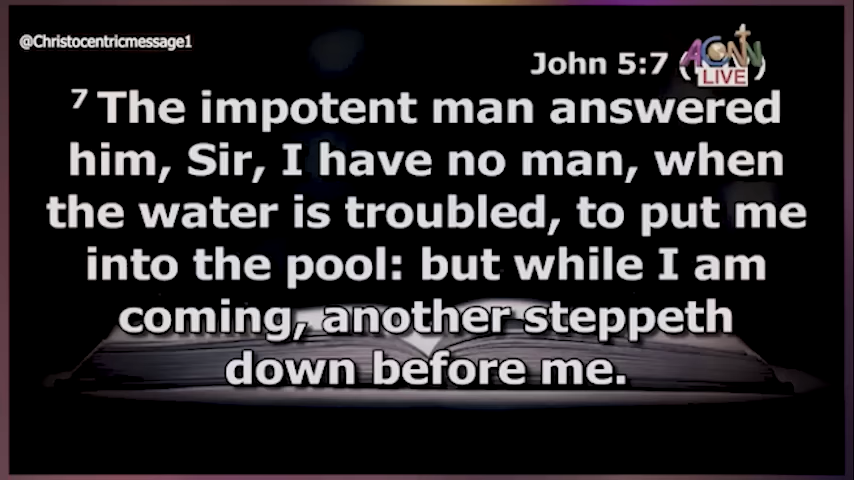 @Christocentricmessage1
John 5:7 (
ACNN
LIVE
)
7 The impotent man answered
him, Sir, I have no man, when
the water is troubled, to put me
into the pool: but while I am
coming, another steppeth
down before me.